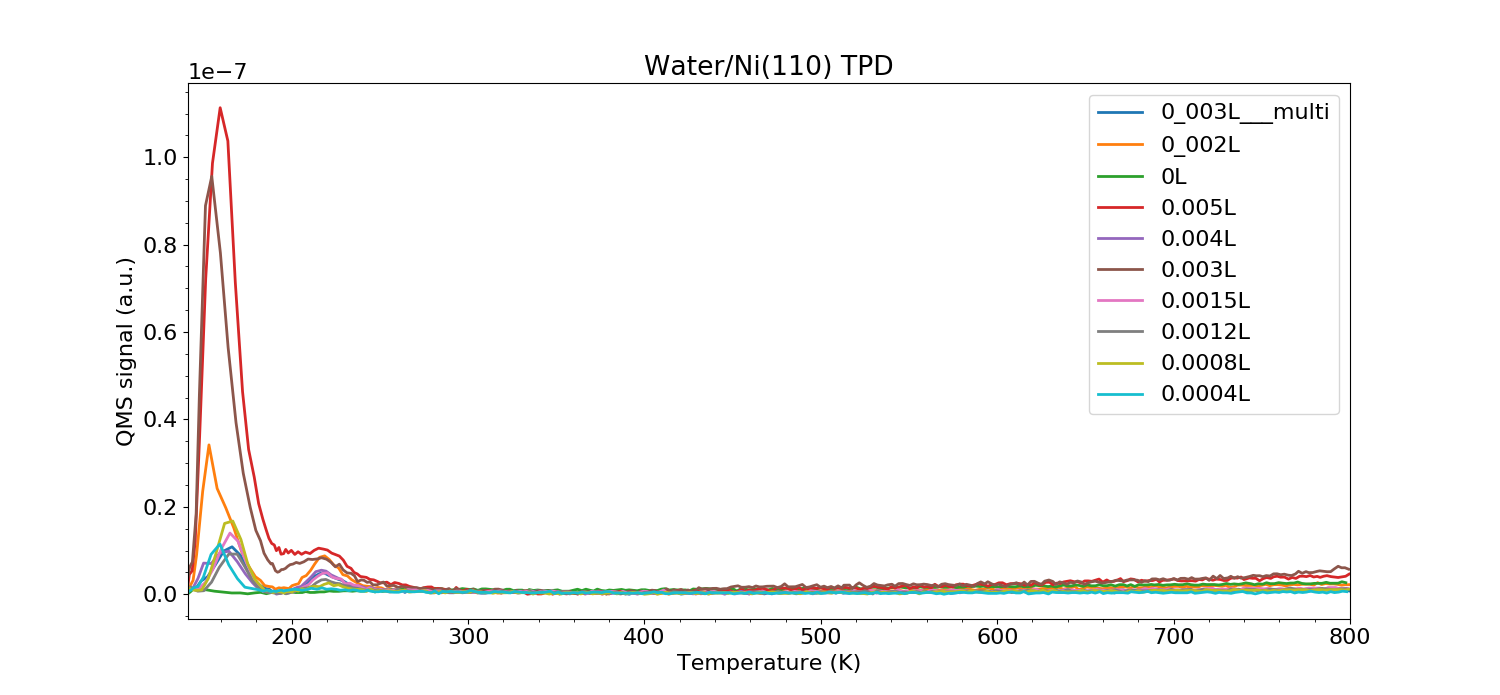 Water/Ni(110) TPD
1e−7
QMS signal (a.u.)
1.0
0.8
0.6
0.4
0.2
0.0
0_003L___multi
0_002L
0L
0.005L
0.004L
0.003L
0.0015L
0.0012L
0.0008L
0.0004L
200 300 400 500 600 700 800
Temperature (K)